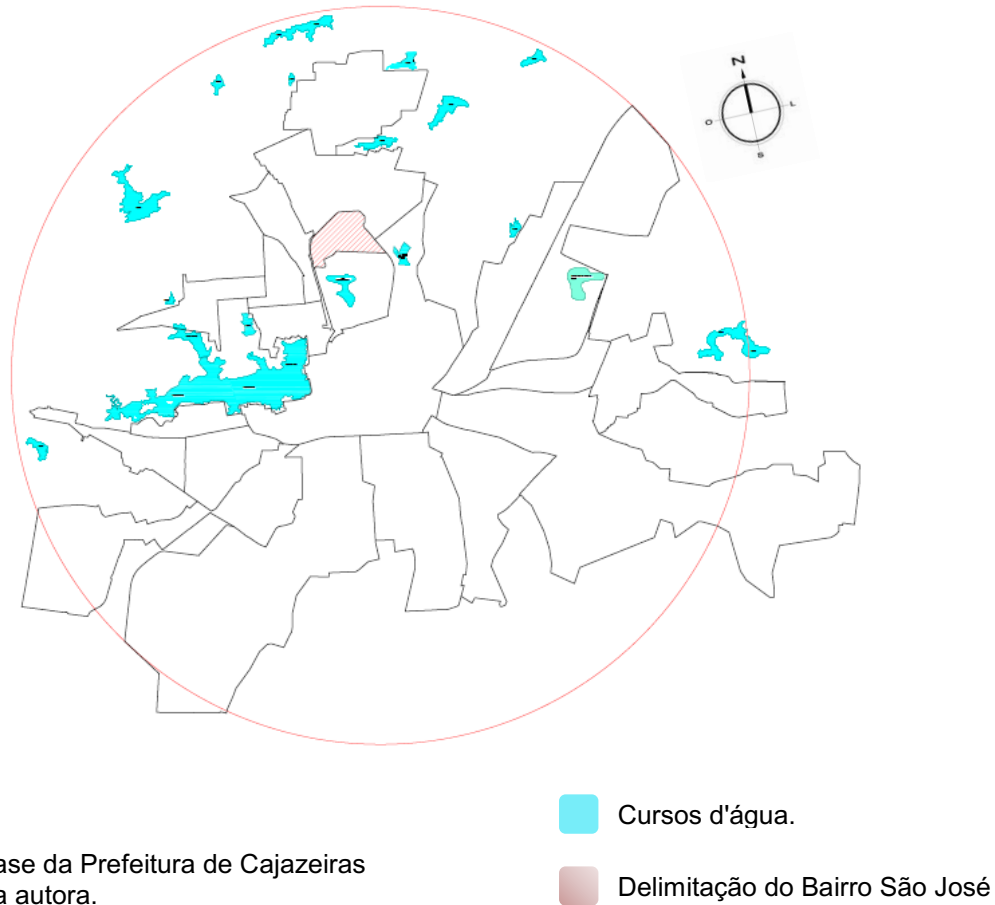 N
L
O
S
Cursos d'água.
ase da Prefeitura de Cajazeiras
a autora.
Delimitação do Bairro São José